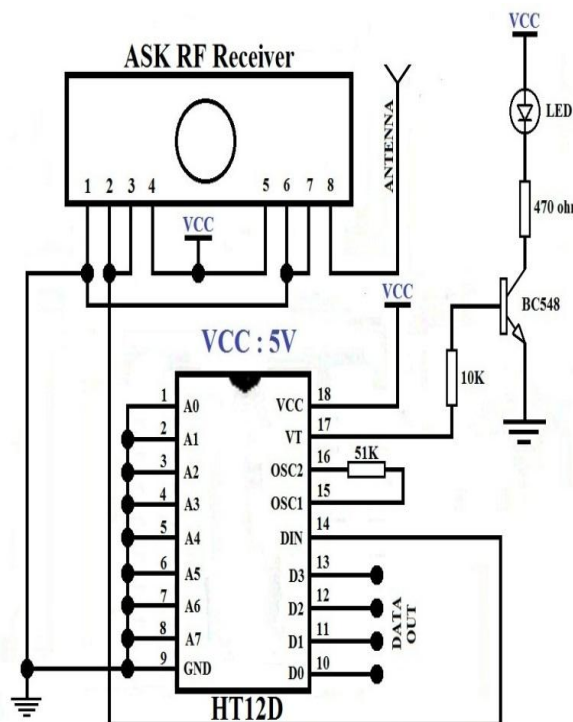 VCC
ASK RF Receiver
LED
ANTENNA
1 2 3 4 5 6 7 8
470 ohm
VCC
VCC
BC548
VCC : 5V
10K
1 A0 VCC 18
2 A1 VT 17
3 A2 OSC2 16 51K
4 A3 OSC1 15
5 A4 DIN 14
6 A5 D3 13
7 A6 D2 12
8 A7 D1 11
9 GND D0 10
DATA
OUT
HT12D